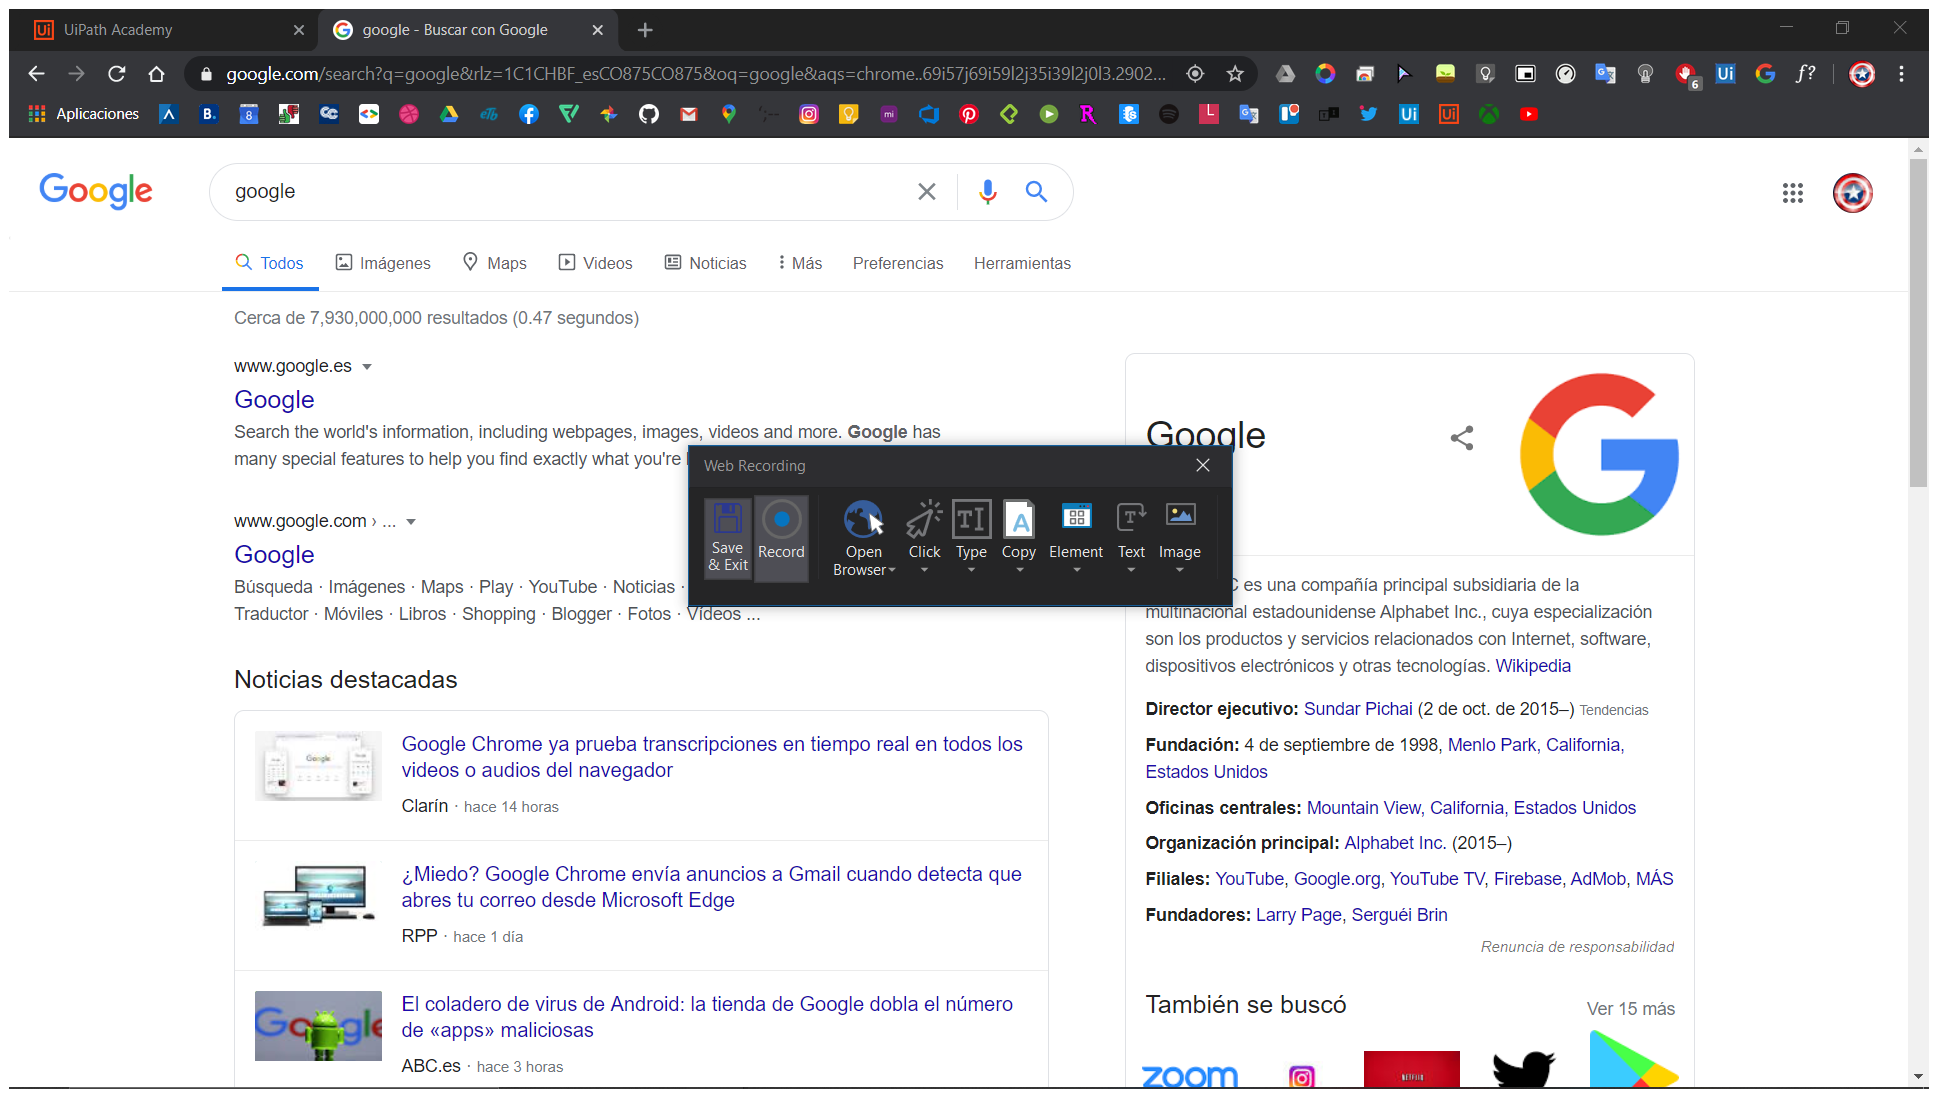 UiPath Academy
google - Buscar con Google
google.com/search?q=google&rlz=1C1CHBF_esCO875CO875&oq=google&aqs=chrome..69i57j69i59l2j35i39l2j0l3.2902...
6
Aplicaciones
Google
google
Todos
Imágenes
Maps
Videos
Noticias
Más
Preferencias
Herramientas
Cerca de 7,930,000,000 resultados (0.47 segundos)
www.google.es
Google
Search the world's information, including webpages, images, videos and more. Google has
many special features to help you find exactly what you're
www.google.com › ...
Google
Búsqueda · Imágenes · Maps · Play · YouTube · Noticias ·
Traductor · Móviles · Libros · Shopping · Blogger · Fotos · Vídeos ...
Web Recording
Save & Exit
Record
Open Browser
Click
Type
Copy
Element
Text
Image
Noticias destacadas
Google Chrome ya prueba transcripciones en tiempo real en todos los
videos o audios del navegador
Clarín · hace 14 horas
¿Miedo? Google Chrome envía anuncios a Gmail cuando detecta que
abres tu correo desde Microsoft Edge
RPP · hace 1 día
El coladero de virus de Android: la tienda de Google dobla el número
de «apps» maliciosas
ABC.es · hace 3 horas
Google
es una compañía principal subsidiaria de la
multinacional estadounidense Alphabet Inc., cuya especialización
son los productos y servicios relacionados con Internet, software,
dispositivos electrónicos y otras tecnologías. Wikipedia
Director ejecutivo: Sundar Pichai (2 de oct. de 2015–) Tendencias
Fundación: 4 de septiembre de 1998, Menlo Park, California,
Estados Unidos
Oficinas centrales: Mountain View, California, Estados Unidos
Organización principal: Alphabet Inc. (2015–)
Filiales: YouTube, Google.org, YouTube TV, Firebase, AdMob, MÁS
Fundadores: Larry Page, Serguéi Brin
Renuncia de responsabilidad
También se buscó
Ver 15 más
zoom
NETFLIX